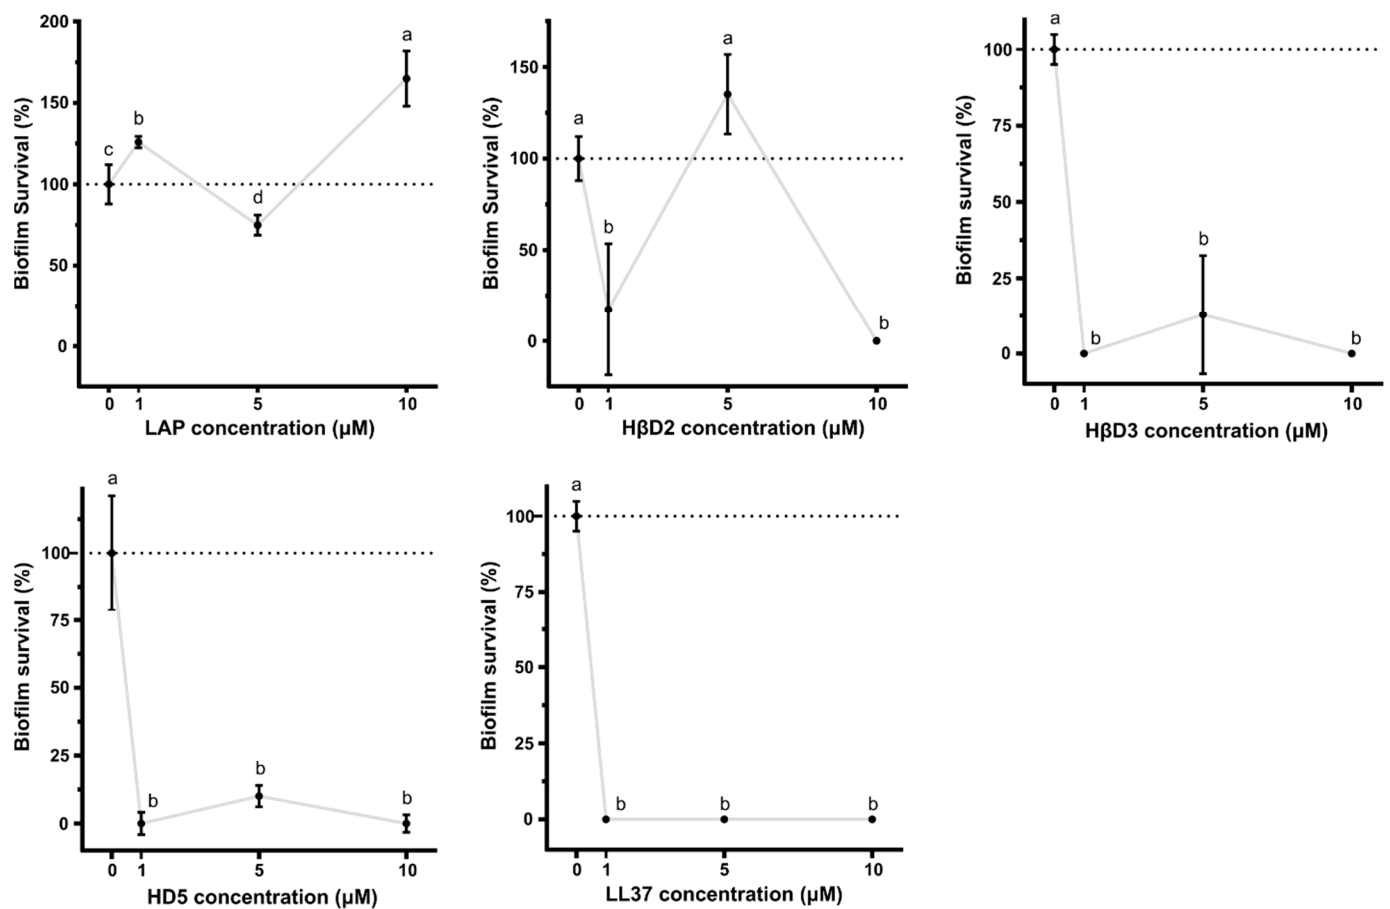 200
150
100
50
0
Biofilm Survival (%)
c
b
d
a
0 1 5 10
LAP concentration (µM)
150
100
50
0
Biofilm Survival (%)
a
b
a
b
0 1 5 10
HβD2 concentration (µM)
100
75
50
25
0
Biofilm survival (%)
a
b
b
b
0 1 5 10
HβD3 concentration (µM)
100
75
50
25
0
Biofilm survival (%)
a
b
b
b
0 1 5 10
HD5 concentration (µM)
100
75
50
25
0
Biofilm survival (%)
a
b
b
b
0 1 5 10
LL37 concentration (µM)